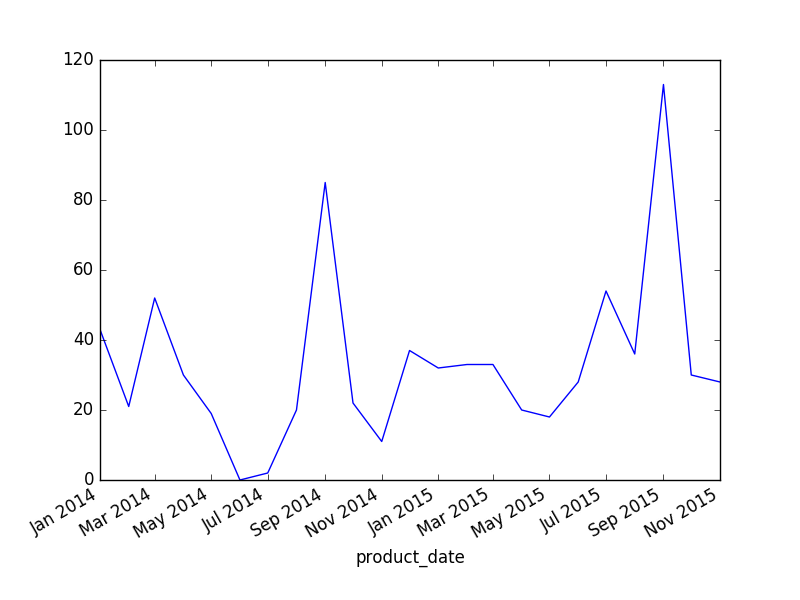 120
100
80
60
40
20
0
Jan 2014
Mar 2014
May 2014
Jul 2014
Sep 2014
Nov 2014
Jan 2015
Mar 2015
May 2015
Jul 2015
Sep 2015
Nov 2015
product_date